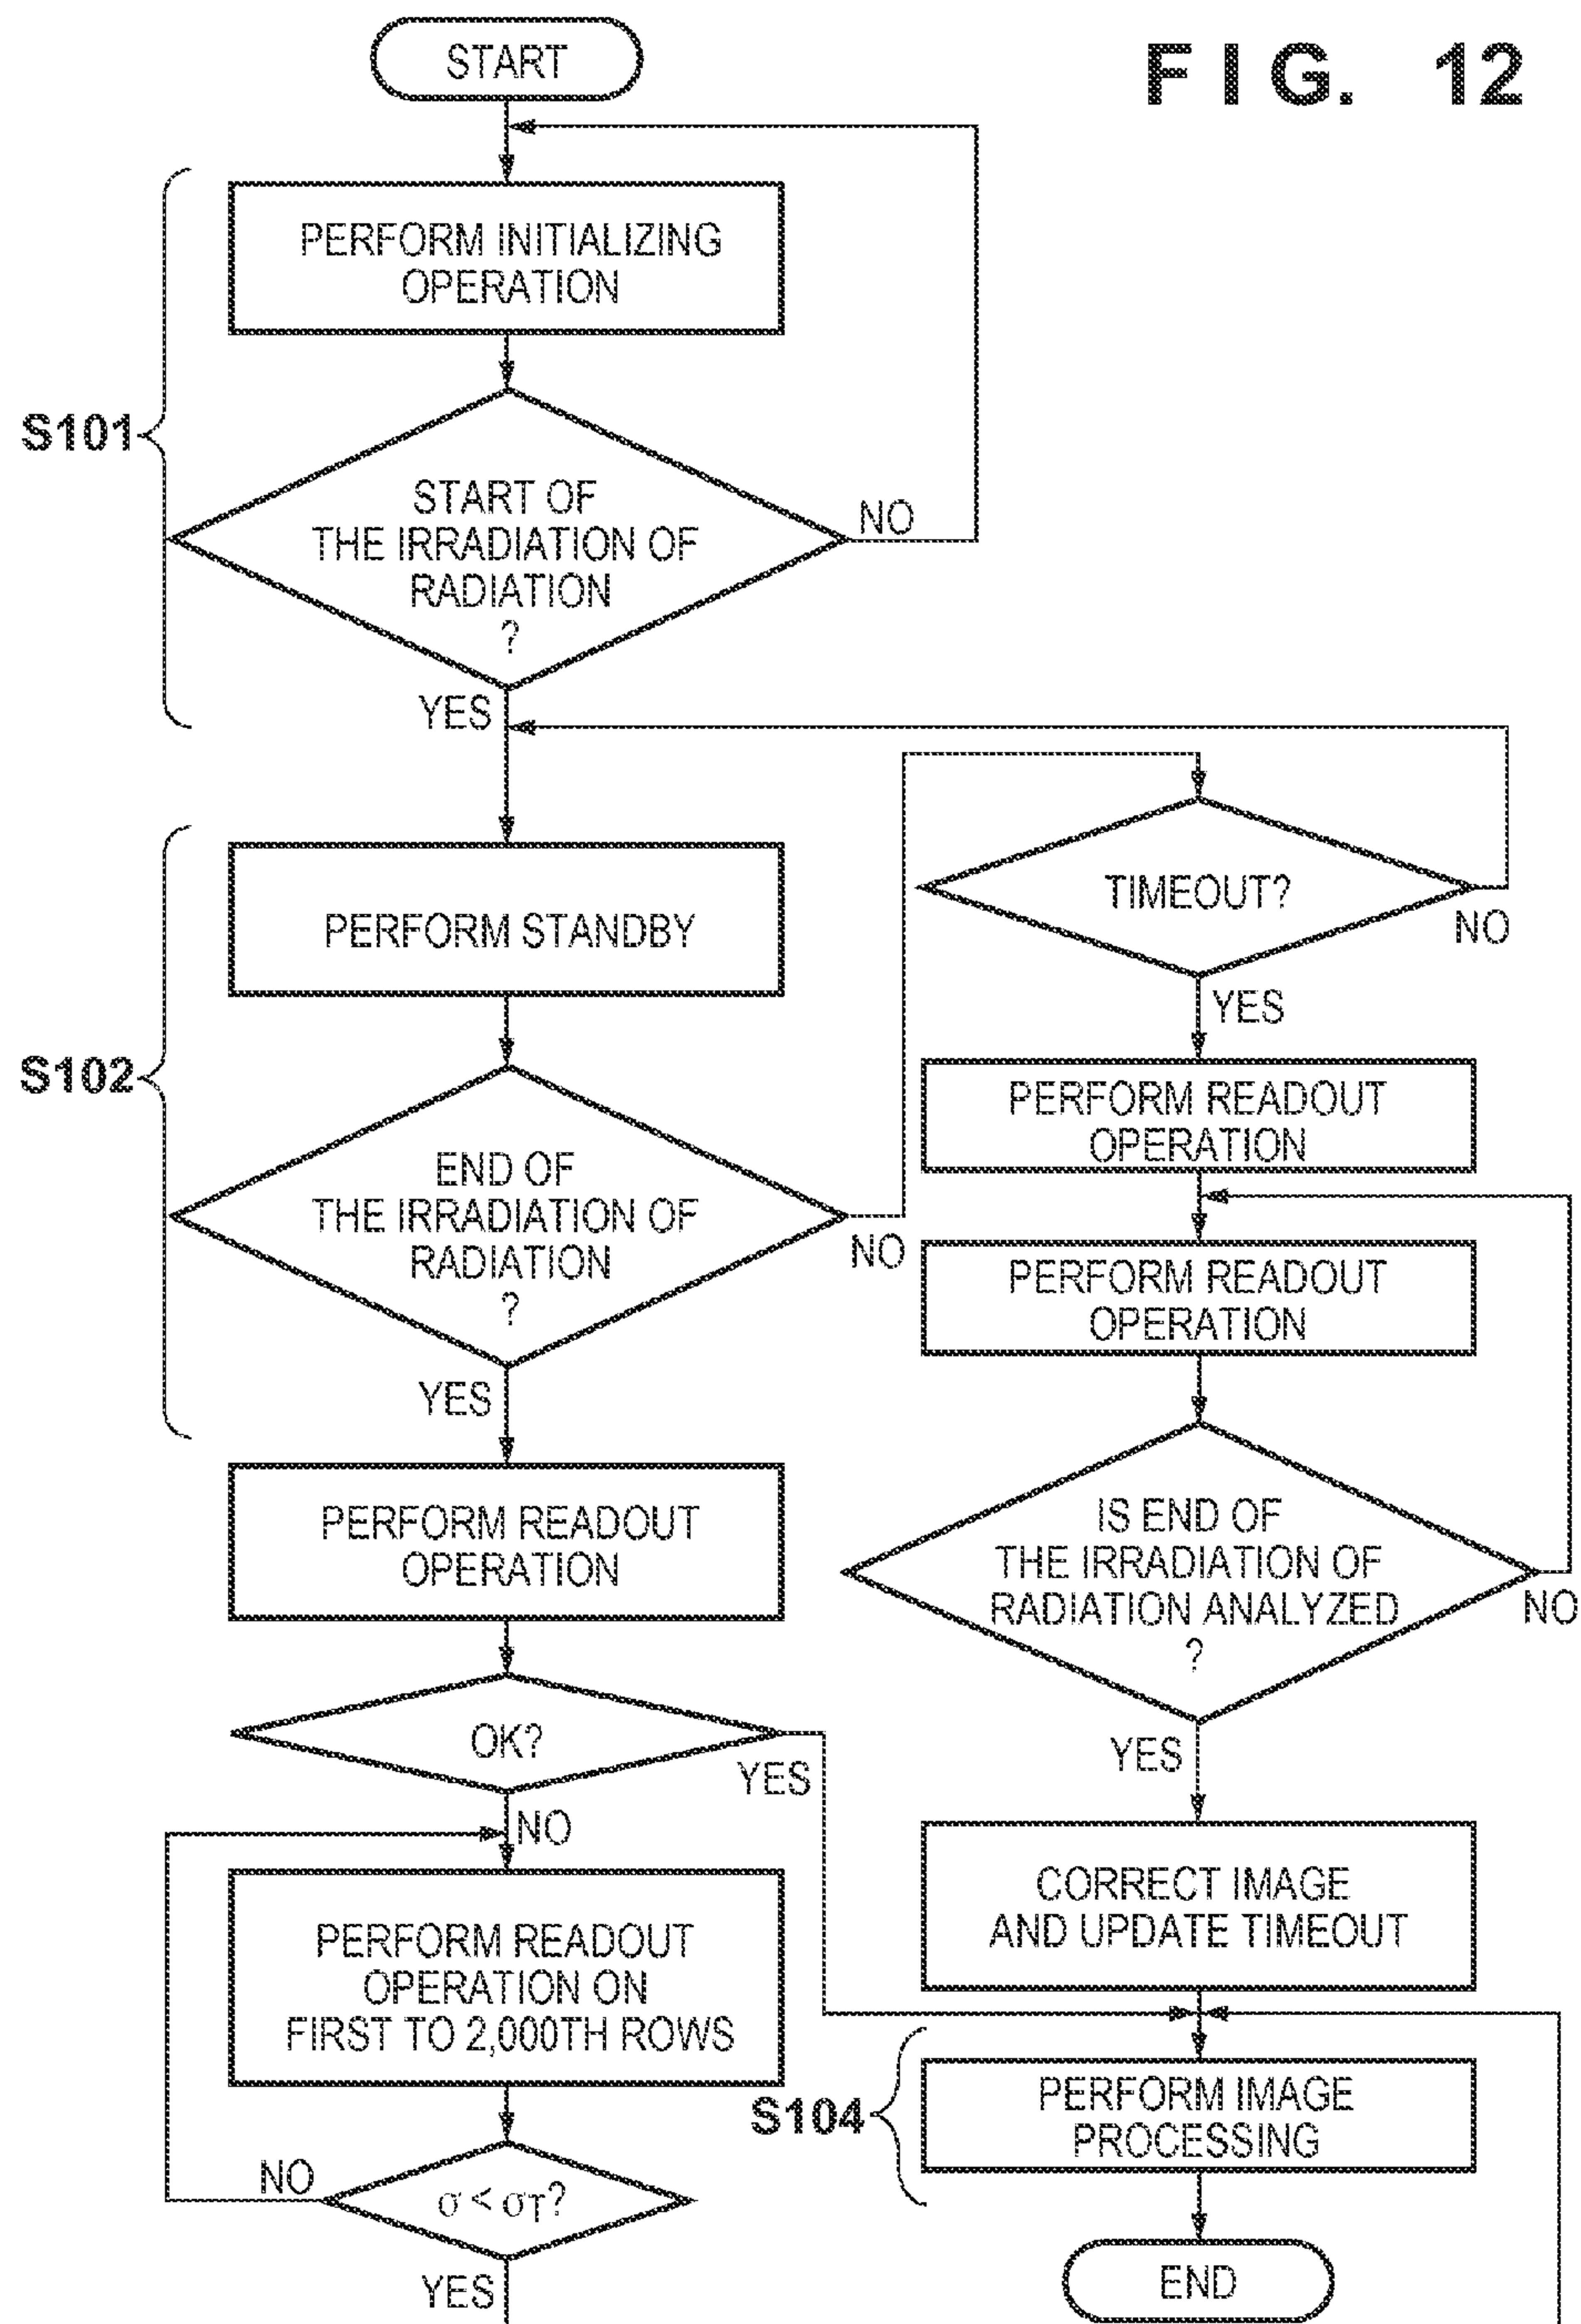 FIG. 12
START
PERFORM INITIALIZING
OPERATION
S101
START OF
THE IRRADIATION OF
RADIATION
?
NO
YES
PERFORM STANDBY
S102
END OF
THE IRRADIATION OF
RADIATION
?
NO
YES
TIMEOUT?
NO
YES
PERFORM READOUT
OPERATION
PERFORM READOUT
OPERATION
IS END OF
THE IRRADIATION OF
RADIATION ANALYZED
?
NO
YES
CORRECT IMAGE
AND UPDATE TIMEOUT
PERFORM READOUT
OPERATION
OK?
YES
NO
PERFORM READOUT
OPERATION ON
FIRST TO 2,000TH ROWS
σ < σT?
NO
YES
S104
PERFORM IMAGE
PROCESSING
END